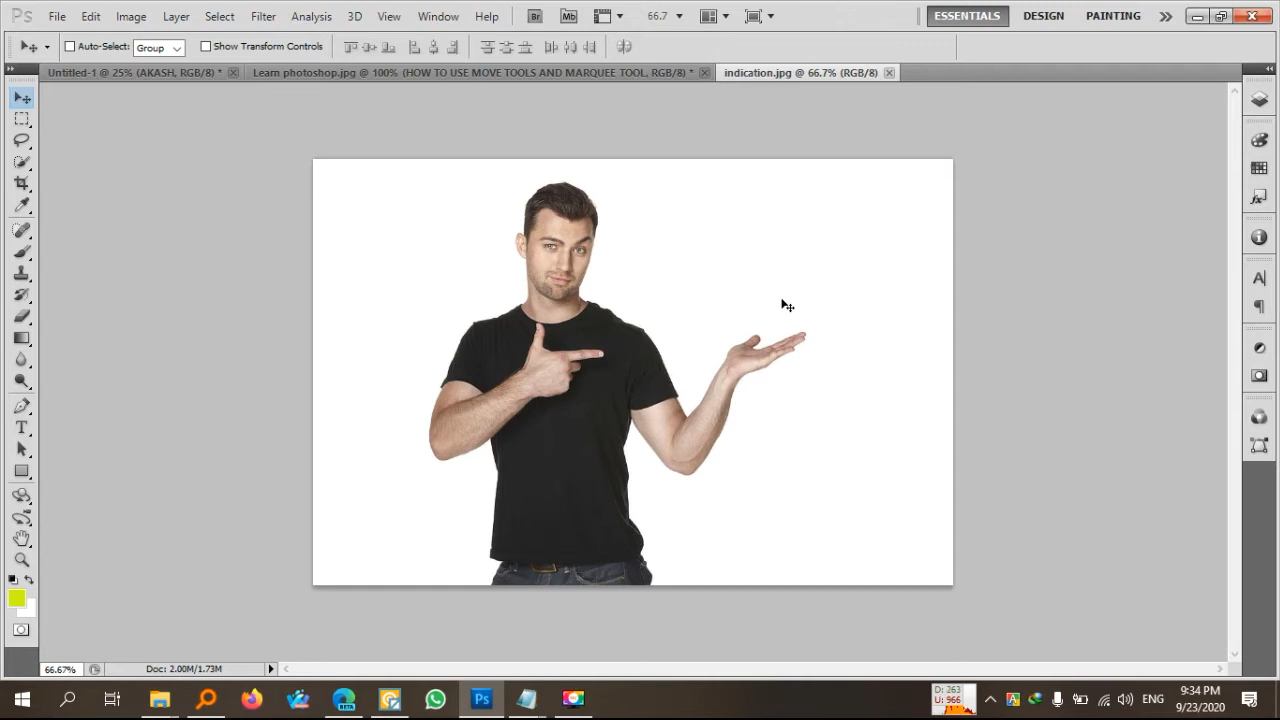 Ps File Edit Image Layer Select Filter Analysis 3D View Window Help Br Mb 66.7 ESSENTIALS DESIGN PAINTING
Auto-Select: Group Show Transform Controls
Untitled-1 @ 25% (AKASH, RGB/8) * Learn photoshop.jpg @ 100% (HOW TO USE MOVE TOOLS AND MARQUEE TOOL, RGB/8) * indication.jpg @ 66.7% (RGB/8)
66.67% Doc: 2.00M/1.73M
D: 263
U: 966
ENG
9:34 PM
9/23/2020